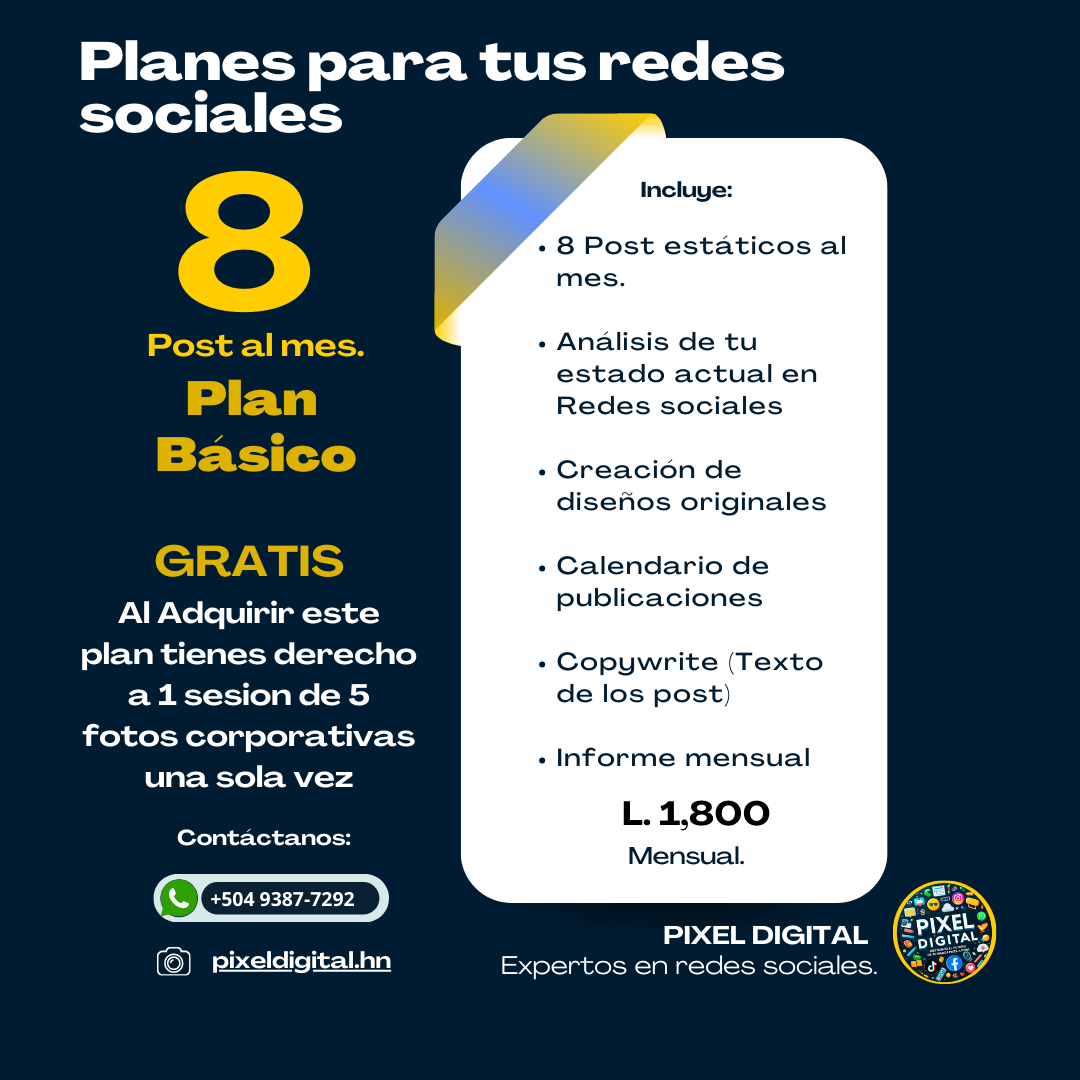 Planes para tus redes
sociales
8
Post al mes.
Plan
Básico
GRATIS
Al Adquirir este
plan tienes derecho
a 1 sesion de 5
fotos corporativas
una sola vez
Contáctanos:
+504 9387-7292
pixeldigital.hn
Incluye:
• 8 Post estáticos al
mes.
• Análisis de tu
estado actual en
Redes sociales
• Creación de
diseños originales
• Calendario de
publicaciones
• Copywrite (Texto
de los post)
• Informe mensual
L. 1,800
Mensual.
PIXEL DIGITAL
Expertos en redes sociales.
PIXEL
DIGITAL